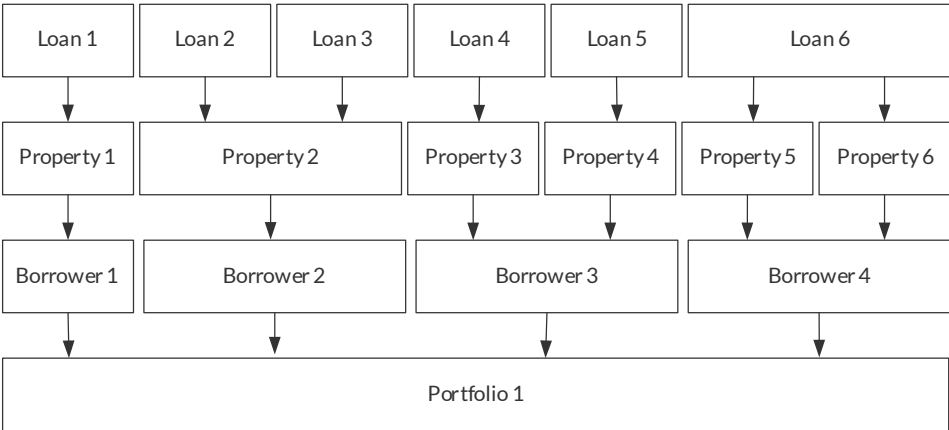 Loan 1
Loan 2
Loan 3
Loan 4
Loan 5
Loan 6
Property 1
Property 2
Property 3
Property 4
Property 5
Property 6
Borrower 1
Borrower 2
Borrower 3
Borrower 4
Portfolio 1